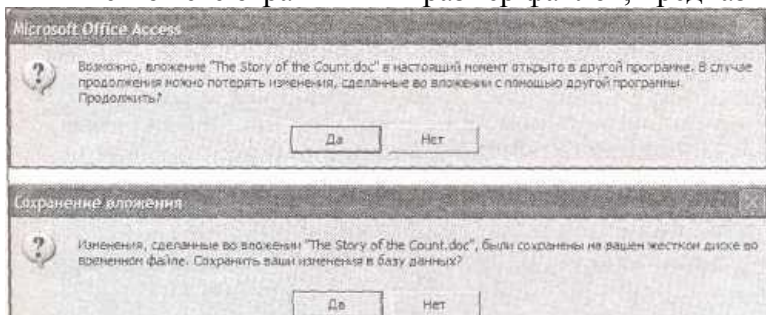 Microsoft Office Access
Возможно, вложение "The Story of the Count.doc" в настоящий момент открыто в другой программе. В случае
продолжения можно потерять изменения, сделанные во вложении с помощью другой программы.
Продолжить?
Да Нет
Сохранение вложения
Изменения, сделанные во вложении "The Story of the Count.doc", были сохранены на вашем жестком диске во
временном файле. Сохранить ваши изменения в базу данных?
Да Нет